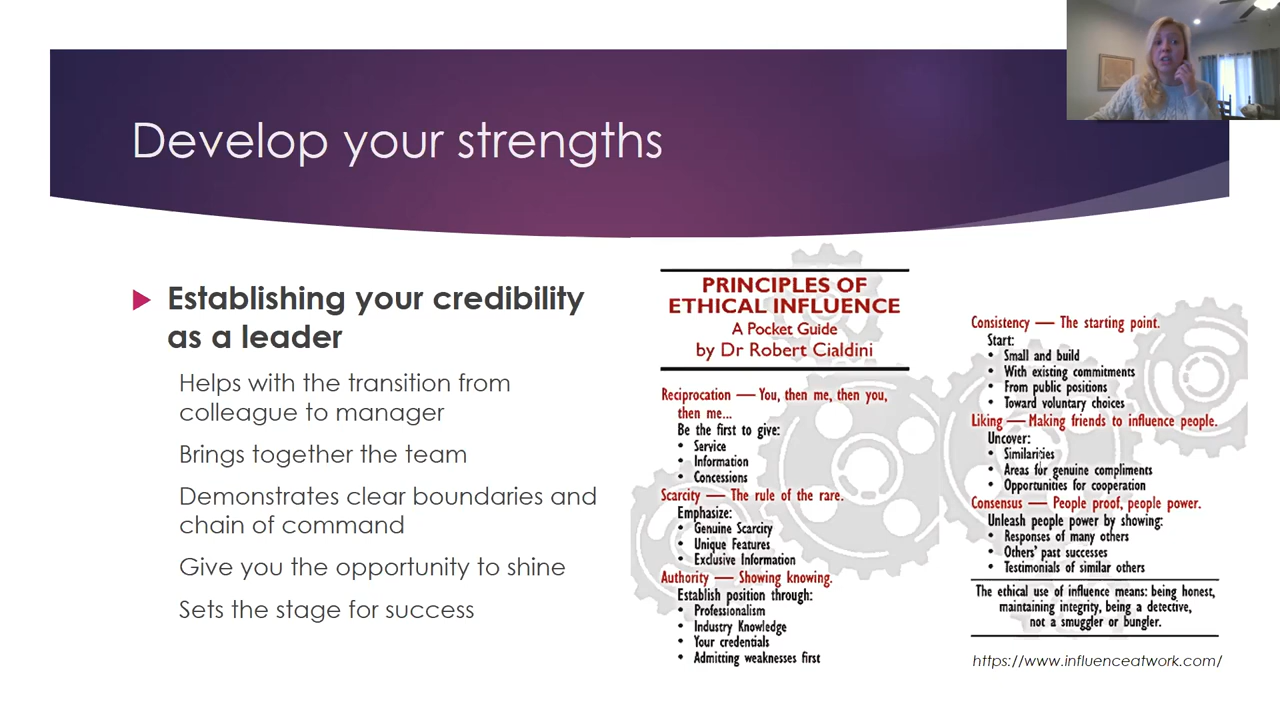 Develop your strengths
Establishing your credibility
as a leader
Helps with the transition from
colleague to manager
Brings together the team
Demonstrates clear boundaries and
chain of command
Give you the opportunity to shine
Sets the stage for success
PRINCIPLES OF
ETHICAL INFLUENCE
A Pocket Guide
by Dr Robert Cialdini
Reciprocation — You, then me, then you,
then me...
Be the first to give:
• Service
• Information
• Concessions
Scarcity — The rule of the rare.
Emphasize:
• Genuine Scarcity
• Unique Features
• Exclusive Information
Authority — Showing knowing.
Establish position through:
• Professionalism
• Industry Knowledge
• Your credentials
• Admitting weaknesses first
Consistency — The starting point.
Start:
• Small and build
• With existing commitments
• From public positions
• Toward voluntary choices
Liking — Making friends to influence people.
Uncover:
• Similarities
• Areas for genuine compliments
• Opportunities for cooperation
Consensus — People proof, people power.
Unleash people power by showing:
• Responses of many others
• Others' past successes
• Testimonials of similar others
The ethical use of influence means: being honest,
maintaining integrity, being a detective,
not a smuggler or bungler.
https://www.influenceatwork.com/